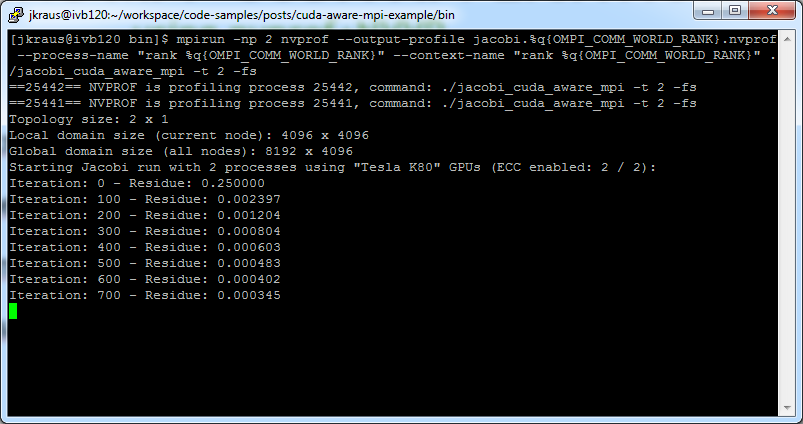 jkraus@ivb120:~/workspace/code-samples/posts/cuda-aware-mpi-example/bin
[jkraus@ivb120 bin]$ mpirun -np 2 nvprof --output-profile jacobi.%q{OMPI_COMM_WORLD_RANK}.nvprof
 --process-name "rank %q{OMPI_COMM_WORLD_RANK}" --context-name "rank %q{OMPI_COMM_WORLD_RANK}" .
/jacobi_cuda_aware_mpi -t 2 -fs
==25442== NVPROF is profiling process 25442, command: ./jacobi_cuda_aware_mpi -t 2 -fs
==25441== NVPROF is profiling process 25441, command: ./jacobi_cuda_aware_mpi -t 2 -fs
Topology size: 2 x 1
Local domain size (current node): 4096 x 4096
Global domain size (all nodes): 8192 x 4096
Starting Jacobi run with 2 processes using "Tesla K80" GPUs (ECC enabled: 2 / 2):
Iteration: 0 - Residue: 0.250000
Iteration: 100 - Residue: 0.002397
Iteration: 200 - Residue: 0.001204
Iteration: 300 - Residue: 0.000804
Iteration: 400 - Residue: 0.000603
Iteration: 500 - Residue: 0.000483
Iteration: 600 - Residue: 0.000402
Iteration: 700 - Residue: 0.000345